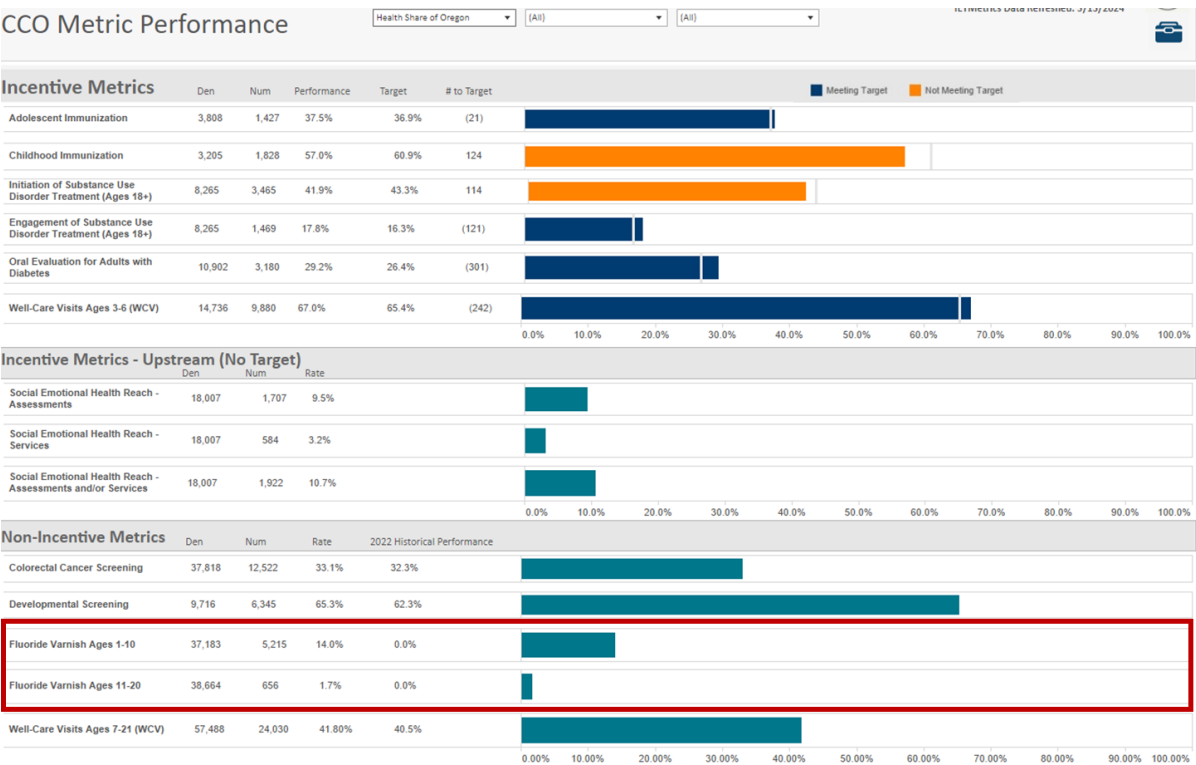 Health Share of Oregon (All) (All)
CCO Metric Performance
Incentive Metrics Den Num Performance Target # to Target Meeting Target Not Meeting Target
Adolescent Immunization 3,808 1,427 37.5% 36.9% (21)
Childhood Immunization 3,205 1,828 57.0% 60.9% 124
Initiation of Substance Use
Disorder Treatment (Ages 18+) 8,265 3,465 41.9% 43.3% 114
Engagement of Substance Use
Disorder Treatment (Ages 18+) 8,265 1,469 17.8% 16.3% (121)
Oral Evaluation for Adults with
Diabetes 10,902 3,180 29.2% 26.4% (301)
Well-Care Visits Ages 3-6 (WCV) 14,736 9,880 67.0% 65.4% (242)
0.0% 10.0% 20.0% 30.0% 40.0% 50.0% 60.0% 70.0% 80.0% 90.0% 100.0%
Incentive Metrics - Upstream (No Target)
Den Num Rate
Social Emotional Health Reach -
Assessments 18,007 1,707 9.5%
Social Emotional Health Reach -
Services 18,007 584 3.2%
Social Emotional Health Reach -
Assessments and/or Services 18,007 1,922 10.7%
0.0% 10.0% 20.0% 30.0% 40.0% 50.0% 60.0% 70.0% 80.0% 90.0% 100.0%
Non-Incentive Metrics Den Num Rate 2022 Historical Performance
Colorectal Cancer Screening 37,818 12,522 33.1% 32.3%
Developmental Screening 9,716 6,345 65.3% 62.3%
Fluoride Varnish Ages 1-10 37,183 5,215 14.0% 0.0%
Fluoride Varnish Ages 11-20 38,664 656 1.7% 0.0%
Well-Care Visits Ages 7-21 (WCV) 57,488 24,030 41.80% 40.5%
0.00% 10.00% 20.00% 30.00% 40.00% 50.00% 60.00% 70.00% 80.00% 90.00% 100.00%